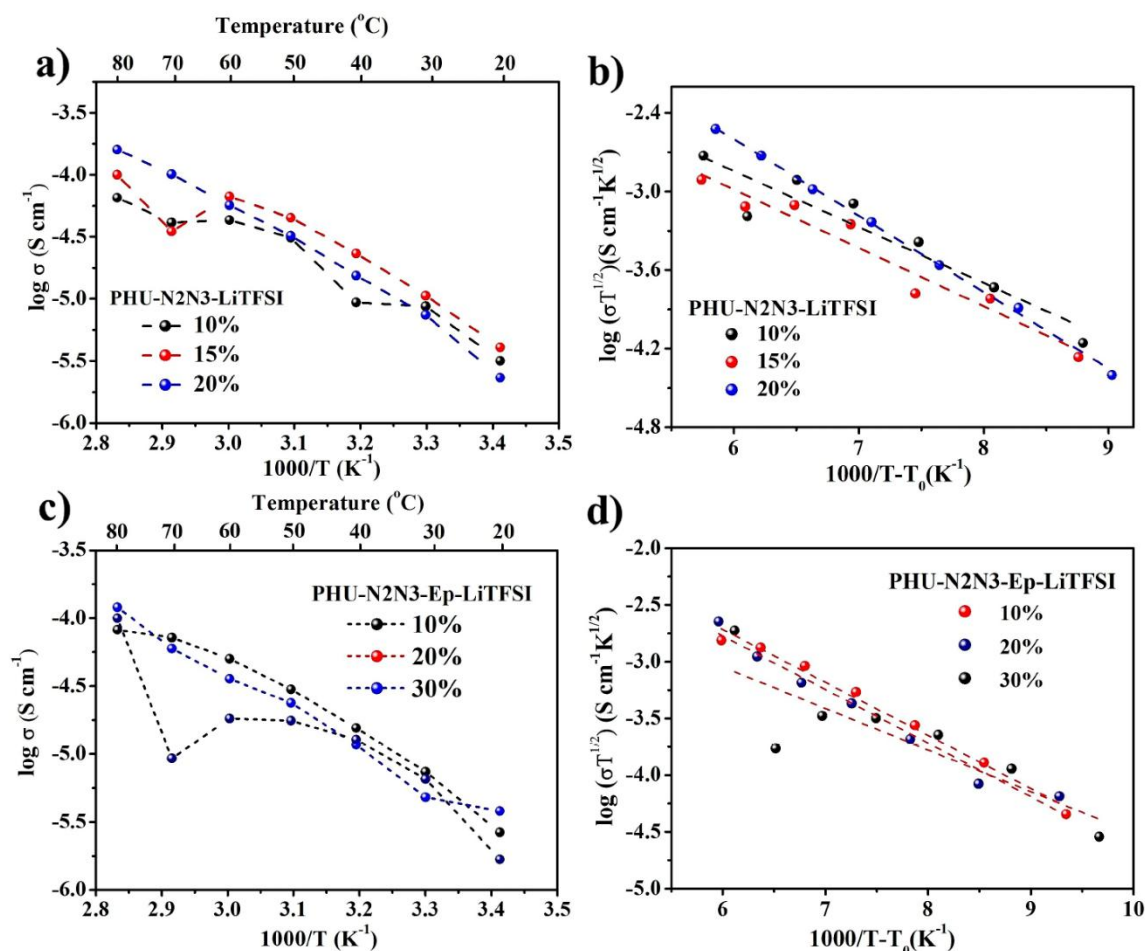 a)
Temperature (°C)
80 70 60 50 40 30 20
-3.5
-4.0
-4.5
-5.0
-5.5
-6.0
log σ (S cm⁻¹)
PHU-N2N3-LiTFSI
10%
15%
20%
2.8 2.9 3.0 3.1 3.2 3.3 3.4 3.5
1000/T (K⁻¹)
b)
-2.4
-3.0
-3.6
-4.2
-4.8
log (σT¹/²)(S cm⁻¹K¹/²)
PHU-N2N3-LiTFSI
10%
15%
20%
6 7 8 9
1000/T-T₀(K⁻¹)
c)
Temperature (°C)
80 70 60 50 40 30 20
-3.5
-4.0
-4.5
-5.0
-5.5
-6.0
log σ (S cm⁻¹)
PHU-N2N3-Ep-LiTFSI
10%
20%
30%
2.8 2.9 3.0 3.1 3.2 3.3 3.4 3.5
1000/T (K⁻¹)
d)
-2.0
-2.5
-3.0
-3.5
-4.0
-4.5
-5.0
log (σT¹/²) (S cm⁻¹K¹/²)
PHU-N2N3-Ep-LiTFSI
10%
20%
30%
6 7 8 9 10
1000/T-T₀(K⁻¹)